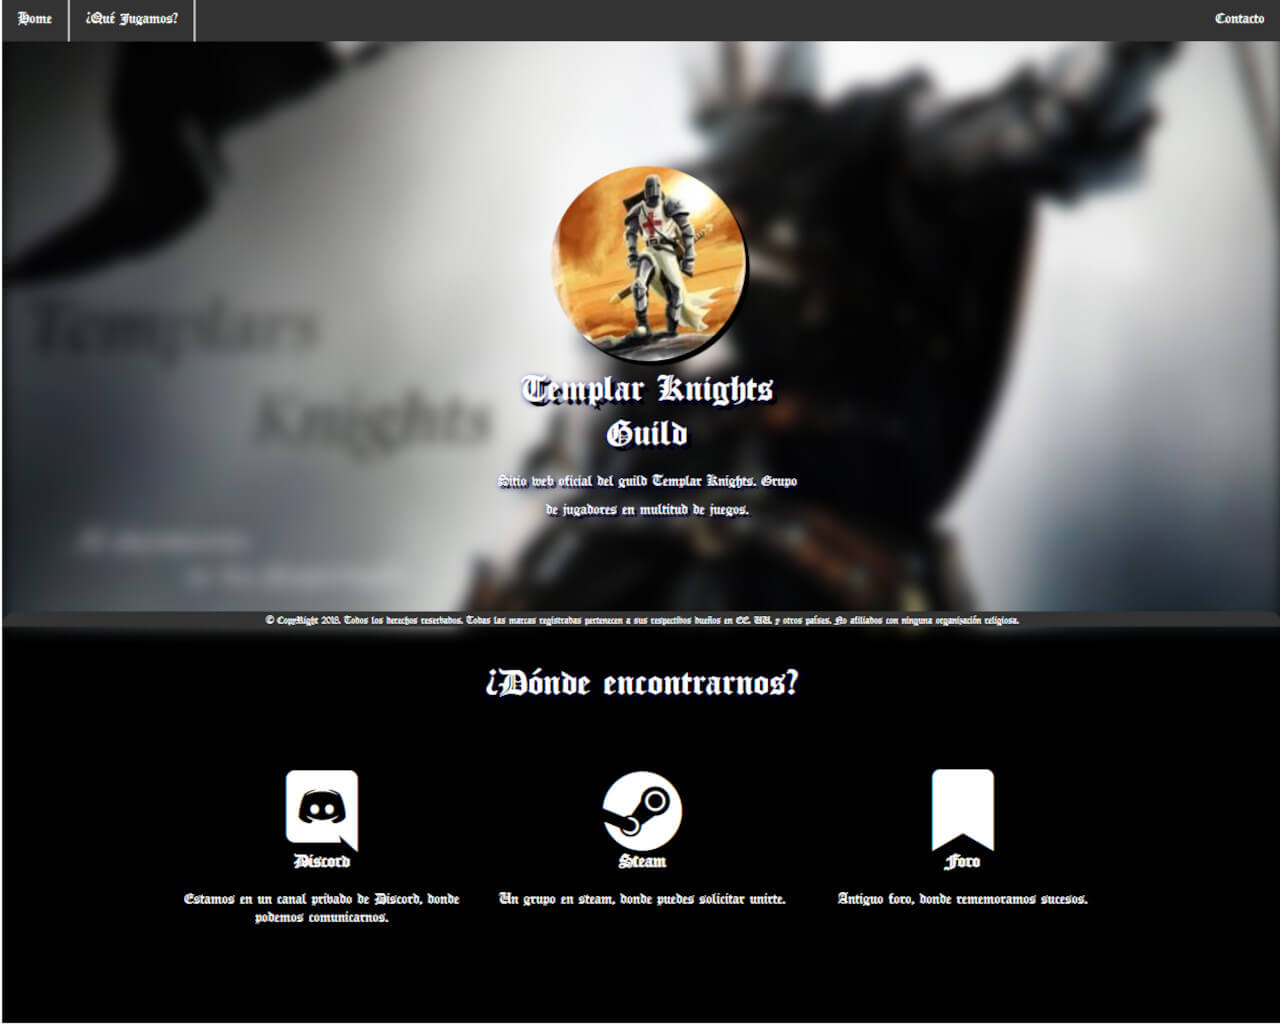 Home
¿Qué Jugamos?
Contacto
Templars
Knights
Templar Knights
Guild
Sitio web oficial del guild Templar Knights. Grupo
de jugadores en multitud de juegos.
© CopyRight 2018. Todos los derechos reservados. Todas las marcas registradas pertenecen a sus respectivos dueños en EE. UU. y otros países. No afiliados con ninguna organización religiosa.
¿Dónde encontrarnos?
Discord
Steam
Foro
Estamos en un canal privado de Discord, donde
podemos comunicarnos.
Un grupo en steam, donde puedes solicitar unirte.
Antiguo foro, donde rememoramos sucesos.